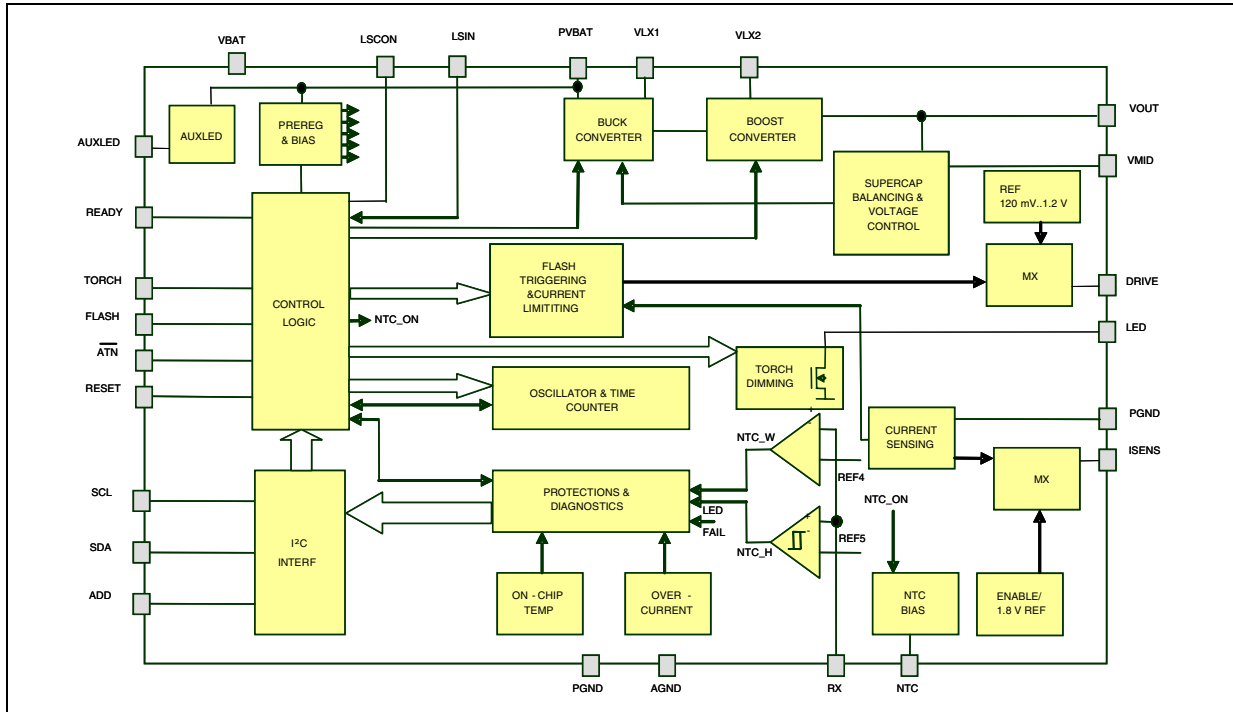 VBAT
LSCON
LSIN
PVBAT
VLX1
VLX2
AUXLED
AUXLED
PREREG
& BIAS
BUCK
CONVERTER
BOOST
CONVERTER
VOUT
VMID
SUPERCAP
BALANCING &
VOLTAGE
CONTROL
REF
120 mV..1.2 V
READY
TORCH
FLASH
ATN
RESET
CONTROL
LOGIC
NTC_ON
FLASH
TRIGGERING
&CURRENT
LIMITITING
MX
DRIVE
LED
TORCH
DIMMING
OSCILLATOR & TIME
COUNTER
CURRENT
SENSING
PGND
ISENS
MX
+
-
NTC_W
REF4
SCL
SDA
ADD
I²C
INTERF
PROTECTIONS &
DIAGNOSTICS
LED
FAIL
NTC_H
+
-
REF5
NTC_ON
ON - CHIP
TEMP
OVER -
CURRENT
NTC
BIAS
ENABLE/
1.8 V REF
PGND
AGND
RX
NTC